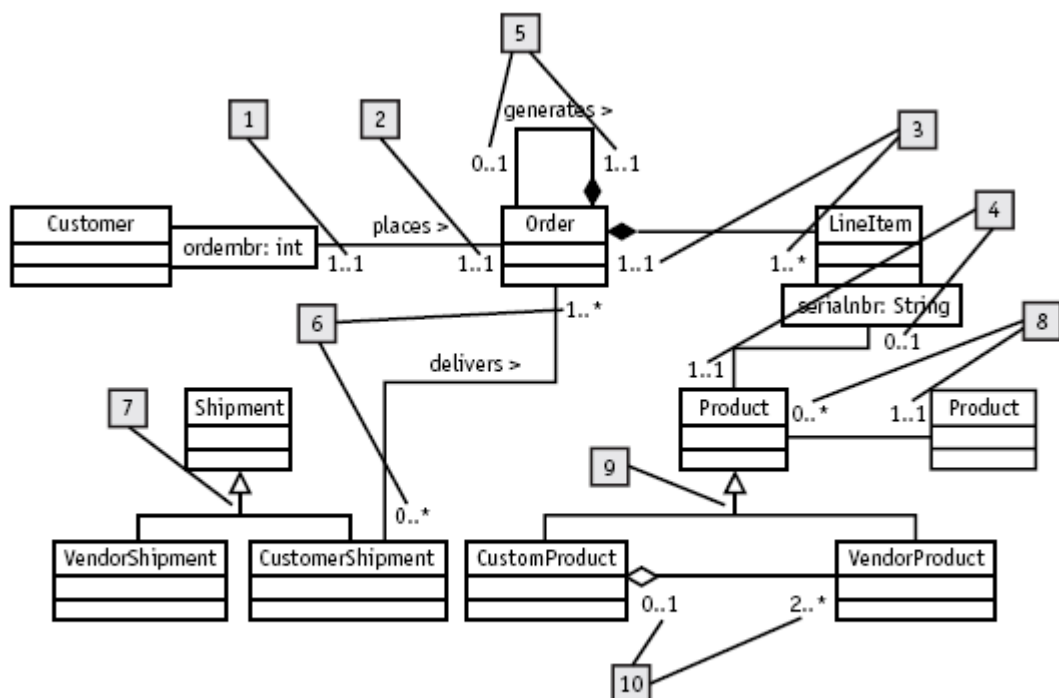 5
generates >
1
2
3
0..1
1..1
4
Customer
places >
Order
LineItem
ordernbr: int
1..1
1..1
1..1
1..*
serialnbr: String
6
1..*
0..1
8
delivers >
1..1
7
Shipment
Product
0..*
1..1
Product
9
0..*
VendorShipment
CustomerShipment
CustomProduct
VendorProduct
0..1
2..*
10